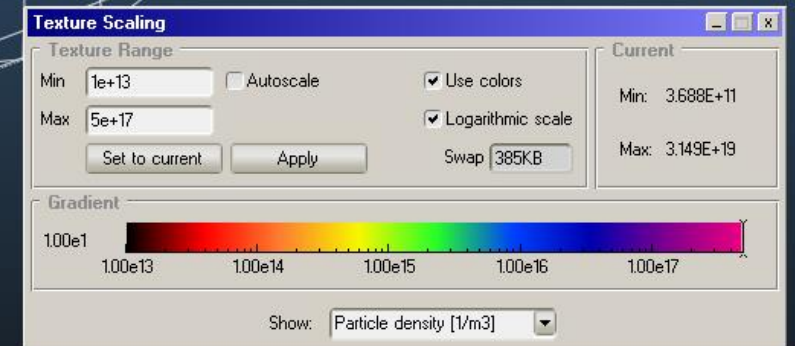 Texture Scaling
Texture Range
Current
Min 1e+13 Autoscale Use colors
Min: 3.688E+11
Max 5e+17 Logarithmic scale
Max: 3.149E+19
Set to current Apply Swap 385KB
Gradient
1.00e1
1.00e13 1.00e14 1.00e15 1.00e16 1.00e17
Show: Particle density [1/m3]